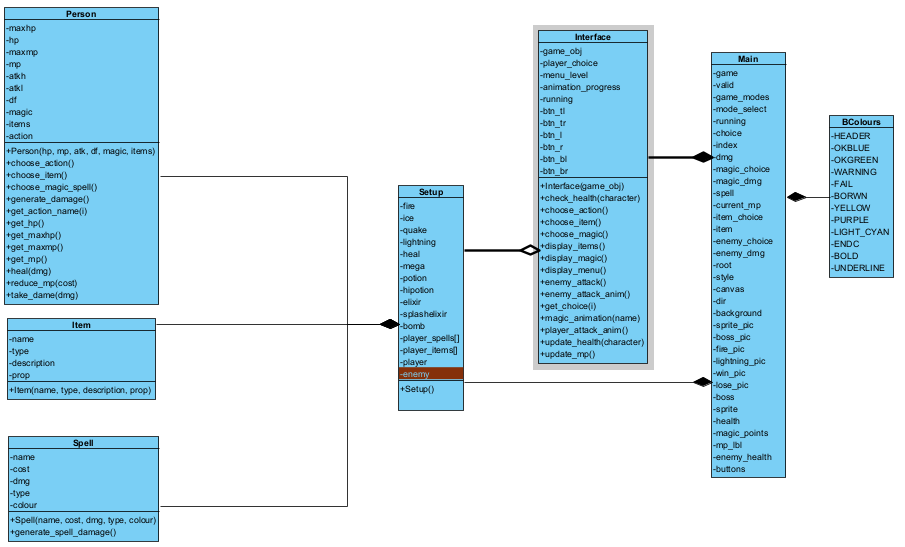 Person
-maxhp
-hp
-maxmp
-mp
-atkh
-atkl
-df
-magic
-items
-action
+Person(hp, mp, atk, df, magic, items)
+choose_action()
+choose_item()
+choose_magic_spell()
+generate_damage()
+get_action_name(i)
+get_hp()
+get_maxhp()
+get_maxmp()
+get_mp()
+heal(dmg)
+reduce_mp(cost)
+take_dame(dmg)
Item
-name
-type
-description
-prop
+Item(name, type, description, prop)
Spell
-name
-cost
-dmg
-type
-colour
+Spell(name, cost, dmg, type, colour)
+generate_spell_damage()
Setup
-fire
-ice
-quake
-lightning
-heal
-mega
-potion
-hipotion
-elixir
-splashelixir
-bomb
-player_spells[]
-player_items[]
-player
-enemy
+Setup()
Interface
-game_obj
-player_choice
-menu_level
-animation_progress
-running
-btn_tl
-btn_tr
-btn_l
-btn_r
-btn_bl
-btn_br
+Interface(game_obj)
+check_health(character)
+choose_action()
+choose_item()
+choose_magic()
+display_items()
+display_magic()
+display_menu()
+enemy_attack()
+enemy_attack_anim()
+get_choice(i)
+magic_animation(name)
+player_attack_anim()
+update_health(character)
+update_mp()
Main
-game
-valid
-game_modes
-mode_select
-running
-choice
-index
-dmg
-magic_choice
-magic_dmg
-spell
-current_mp
-item_choice
-item
-enemy_choice
-enemy_dmg
-root
-style
-canvas
-dir
-background
-sprite_pic
-boss_pic
-fire_pic
-lightning_pic
-win_pic
-lose_pic
-boss
-sprite
-health
-magic_points
-mp_lbl
-enemy_health
-buttons
BColours
-HEADER
-OKBLUE
-OKGREEN
-WARNING
-FAIL
-BORWN
-YELLOW
-PURPLE
-LIGHT_CYAN
-ENDC
-BOLD
-UNDERLINE